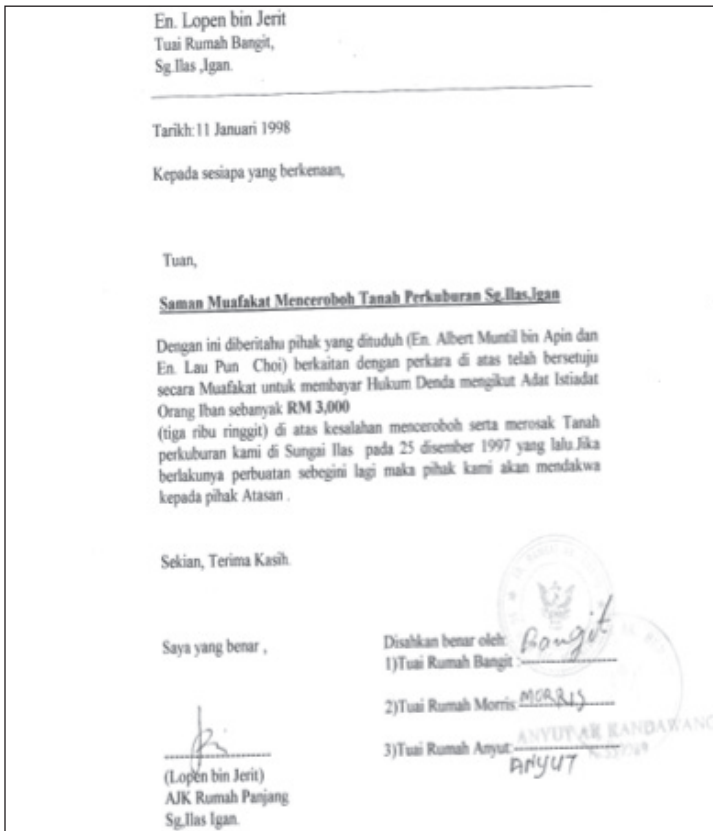 En. Lopen bin Jerit
Tuai Rumah Bangit,
Sg.Ilas ,Igan.
Tarikh:11 Januari 1998
Kepada sesiapa yang berkenaan,
Tuan,
Saman Muafakat Menceroboh Tanah Perkuburan Sg.Ilas,Igan
Dengan ini diberitahu pihak yang dituduh (En. Albert Muntil bin Apin dan
En. Lau Pun Choi) berkaitan dengan perkara di atas telah bersetuju
secara Muafakat untuk membayar Hukum Denda mengikut Adat Istiadat
Orang Iban sebanyak RM 3,000
(tiga ribu ringgit) di atas kesalahan menceroboh serta merosak Tanah
perkuburan kami di Sungai Ilas pada 25 disember 1997 yang lalu.Jika
berlakunya perbuatan sebegini lagi maka pihak kami akan mendakwa
kepada pihak Atasan .
Sekian, Terima Kasih.
Saya yang benar ,
(Lopen bin Jerit)
AJK Rumah Panjang
Sg,Ilas Igan.
Disahkan benar oleh:
1)Tuai Rumah Bangit : Bangit
2)Tuai Rumah Morris: MORRIS
ANYUT AK KANDAWANG
3)Tuai Rumah Anyut:
ANYUT